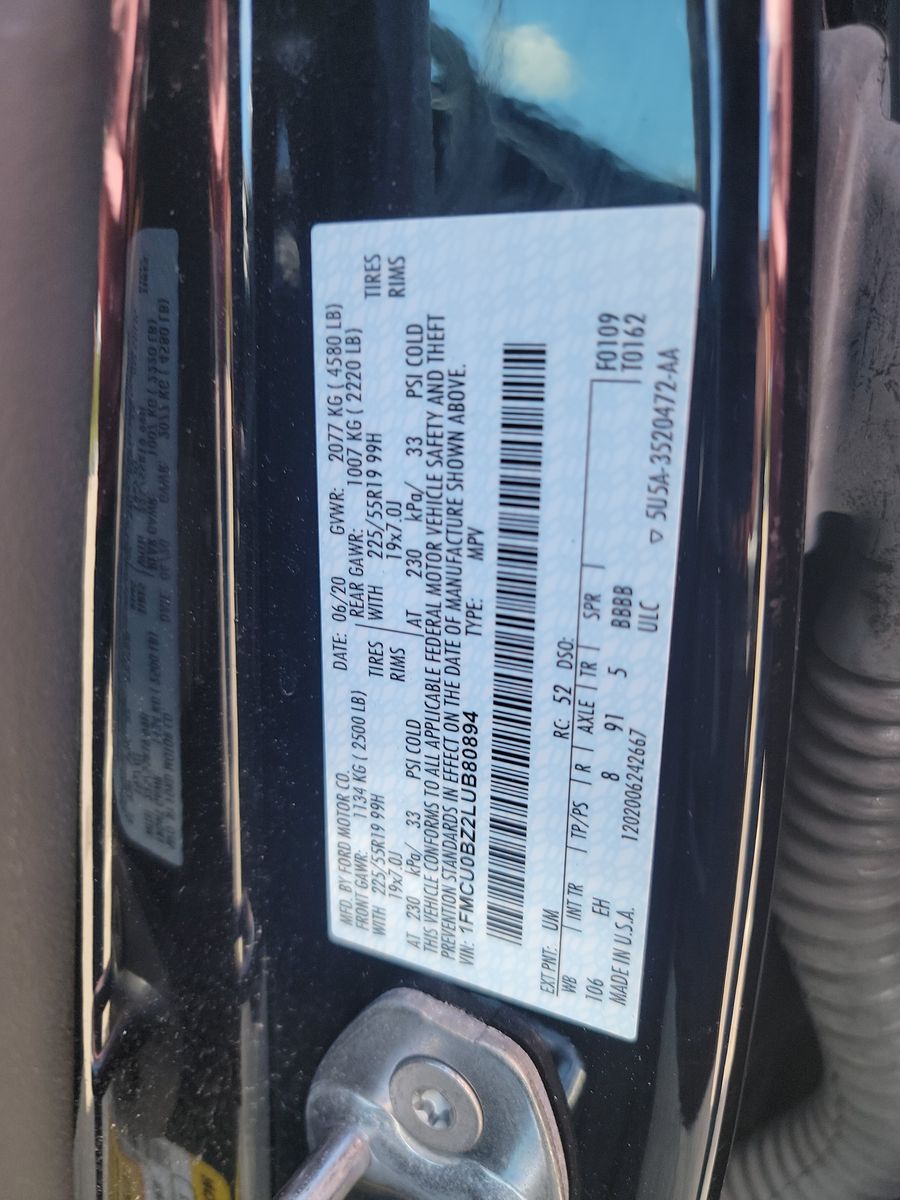 MFD. BY FORD MOTOR CO. DATE: 06/20 GVWR: 2077 KG ( 4580 LB)
FRONT GAWR: 1134 KG ( 2500 LB) REAR GAWR: 1007 KG ( 2220 LB)
WITH 225/55R19 99H TIRES WITH 225/55R19 99H TIRES
19x7.0J RIMS 19x7.0J RIMS
AT 230 kPa/ 33 PSI COLD AT 230 kPa/ 33 PSI COLD
THIS VEHICLE CONFORMS TO ALL APPLICABLE FEDERAL MOTOR VEHICLE SAFETY AND THEFT
PREVENTION STANDARDS IN EFFECT ON THE DATE OF MANUFACTURE SHOWN ABOVE.
VIN: 1FMCU0BZ2LUB80894 TYPE: MPV
EXT PNT: UM RC: 52 DSO:
WB INT TR TP/PS R AXLE TR SPR F0109
106 EH 8 91 5 BBBB T0162
MADE IN U.S.A. 1202006242667 ULC ▽ 5U5A-3520472-AA